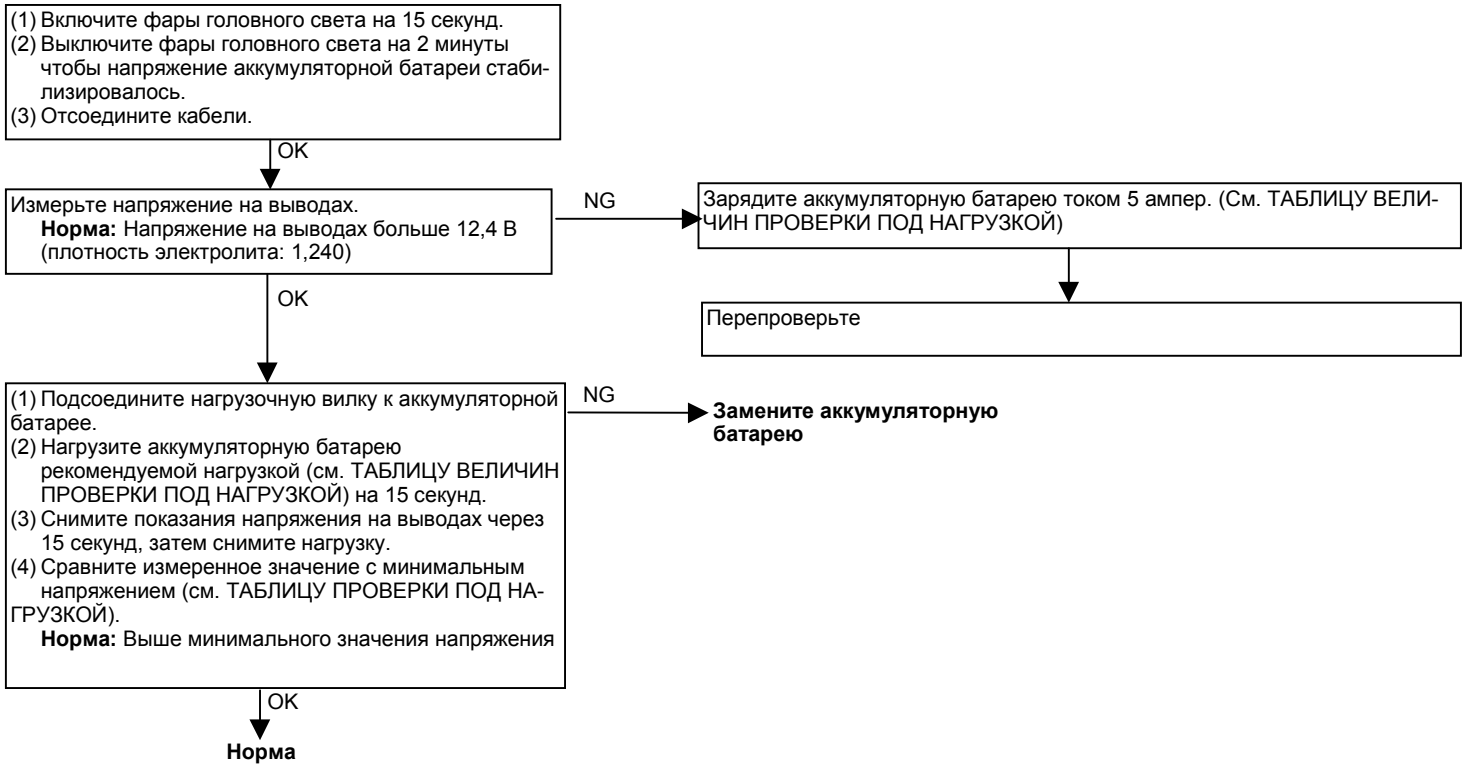 (1) Включите фары головного света на 15 секунд.
(2) Выключите фары головного света на 2 минуты
чтобы напряжение аккумуляторной батареи стаби-
лизировалось.
(3) Отсоедините кабели.
OK
Измерьте напряжение на выводах.
Норма: Напряжение на выводах больше 12,4 В
(плотность электролита: 1,240)
NG
Зарядите аккумуляторную батарею током 5 ампер. (См. ТАБЛИЦУ ВЕЛИ-
ЧИН ПРОВЕРКИ ПОД НАГРУЗКОЙ)
OK
Перепроверьте
(1) Подсоедините нагрузочную вилку к аккумуляторной
батарее.
(2) Нагрузите аккумуляторную батарею
рекомендуемой нагрузкой (см. ТАБЛИЦУ ВЕЛИЧИН
ПРОВЕРКИ ПОД НАГРУЗКОЙ) на 15 секунд.
(3) Снимите показания напряжения на выводах через
15 секунд, затем снимите нагрузку.
(4) Сравните измеренное значение с минимальным
напряжением (см. ТАБЛИЦУ ПРОВЕРКИ ПОД НА-
ГРУЗКОЙ).
Норма: Выше минимального значения напряжения
NG
Замените аккумуляторную
батарею
OK
Норма